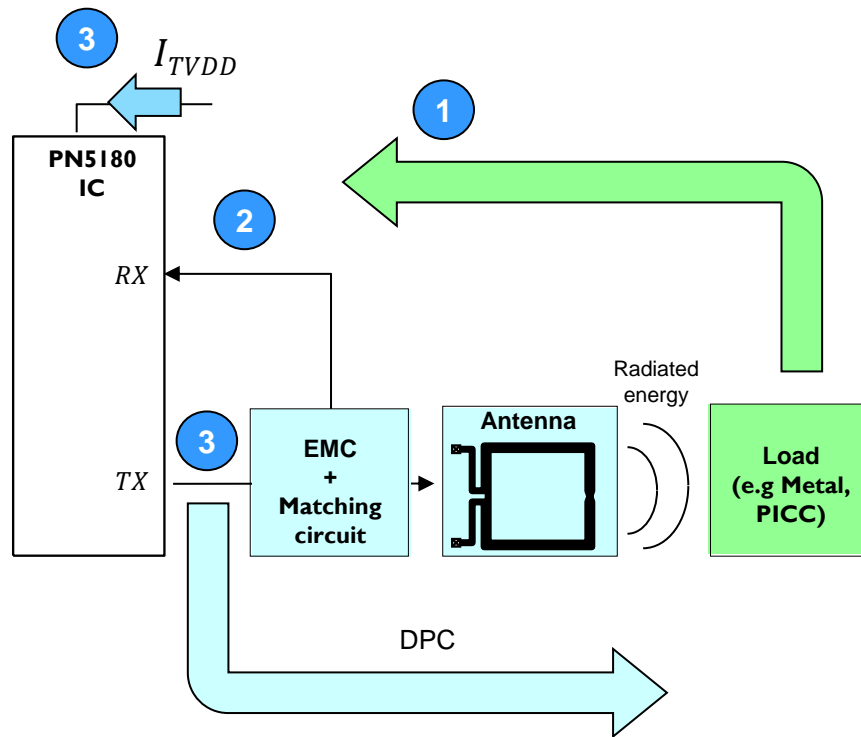 3
I_TVDD
1
PN5180
IC
2
RX
Radiated
energy
Antenna
3
EMC
+
Matching
circuit
Load
(e.g Metal,
PICC)
TX
DPC